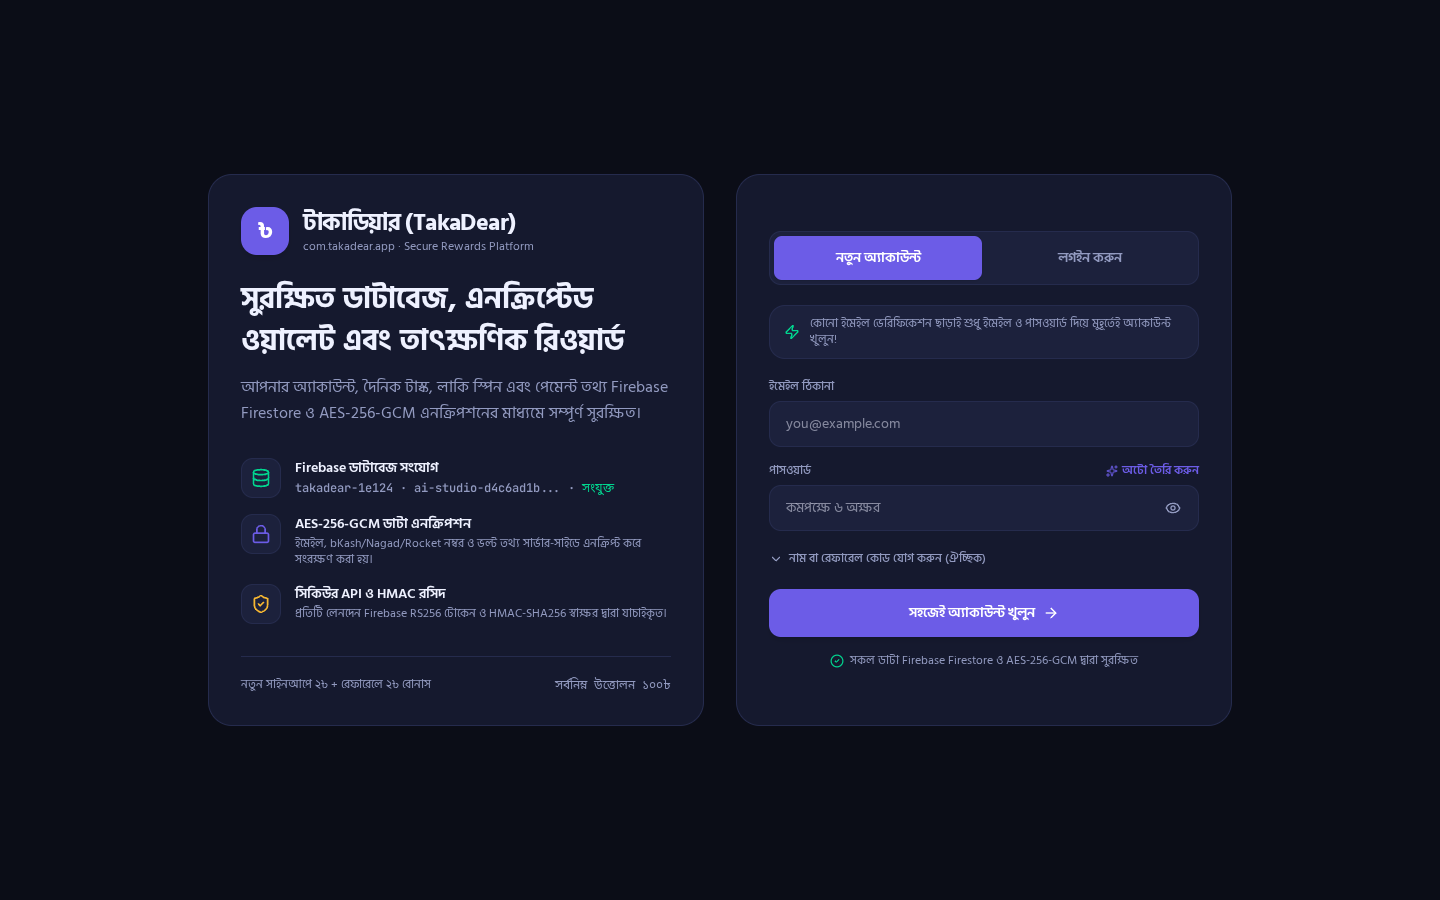 ৳
টাকাডিয়ার (TakaDear)
com.takadear.app · Secure Rewards Platform
সুরক্ষিত ডাটাবেজ, এনক্রিপ্টেড
ওয়ালেট এবং তাৎক্ষণিক রিওয়ার্ড
আপনার অ্যাকাউন্ট, দৈনিক টাস্ক, লাকি স্পিন এবং পেমেন্ট তথ্য Firebase
Firestore ও AES-256-GCM এনক্রিপশনের মাধ্যমে সম্পূর্ণ সুরক্ষিত।
Firebase ডাটাবেজ সংযোগ
takadear-1e124 · ai-studio-d4c6ad1b... · সংযুক্ত
AES-256-GCM ডাটা এনক্রিপশন
ইমেইল, bKash/Nagad/Rocket নম্বর ও ভল্ট তথ্য সার্ভার-সাইডে এনক্রিপ্ট করে
সংরক্ষণ করা হয়।
সিকিউর API ও HMAC রসিদ
প্রতিটি লেনদেন Firebase RS256 টোকেন ও HMAC-SHA256 স্বাক্ষর দ্বারা যাচাইকৃত।
নতুন সাইনআপে ২৳ + রেফারেলে ২৳ বোনাস
সর্বনিম্ন উত্তোলন ১০০৳
নতুন অ্যাকাউন্ট
লগইন করুন
কোনো ইমেইল ভেরিফিকেশন ছাড়াই শুধু ইমেইল ও পাসওয়ার্ড দিয়ে মুহূর্তেই অ্যাকাউন্ট
খুলুন!
ইমেইল ঠিকানা
you@example.com
পাসওয়ার্ড
অটো তৈরি করুন
কমপক্ষে ৬ অক্ষর
নাম বা রেফারেল কোড যোগ করুন (ঐচ্ছিক)
সহজেই অ্যাকাউন্ট খুলুন
সকল ডাটা Firebase Firestore ও AES-256-GCM দ্বারা সুরক্ষিত